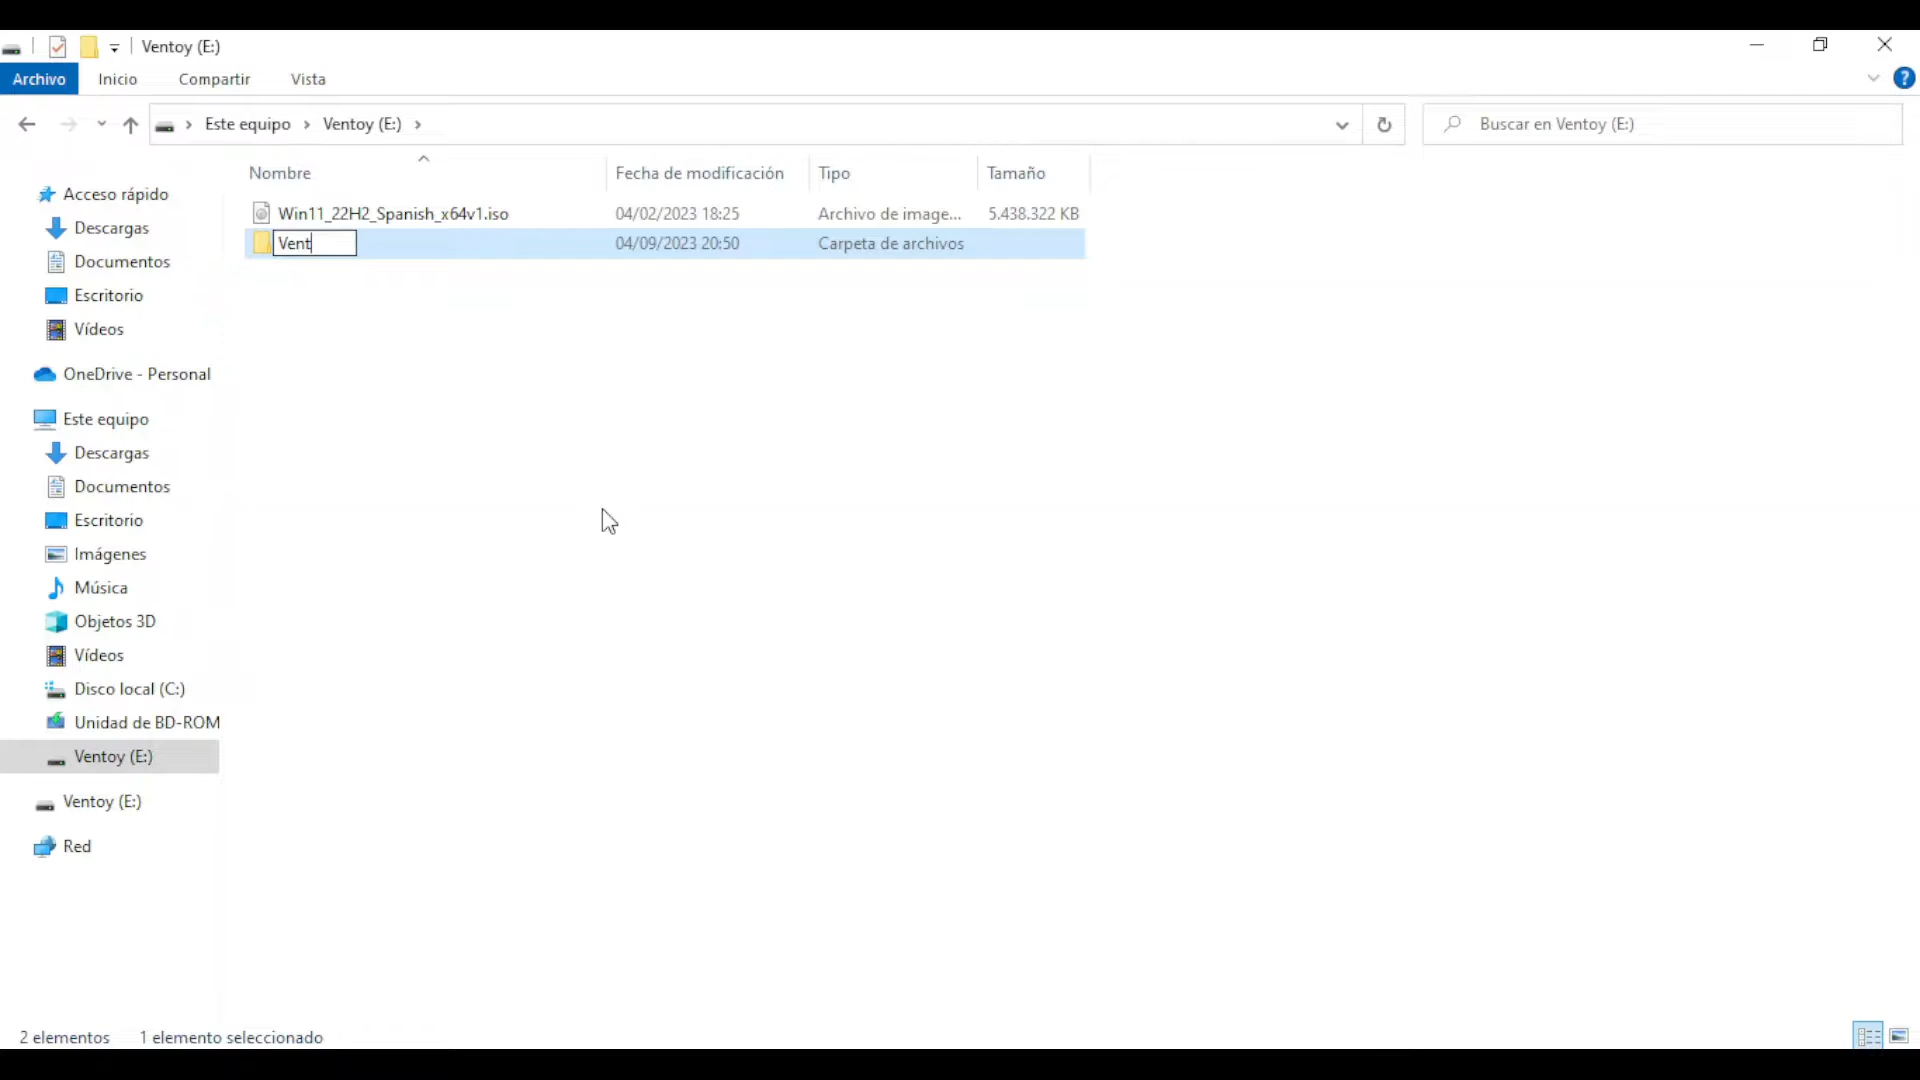 Ventoy (E:)
Archivo Inicio Compartir Vista
Este equipo Ventoy (E:) Buscar en Ventoy (E:)
Nombre Fecha de modificación Tipo Tamaño
Win11_22H2_Spanish_x64v1.iso 04/02/2023 18:25 Archivo de image... 5.438.322 KB
Vent 04/09/2023 20:50 Carpeta de archivos
Acceso rápido
Descargas
Documentos
Escritorio
Vídeos
OneDrive - Personal
Este equipo
Descargas
Documentos
Escritorio
Imágenes
Música
Objetos 3D
Vídeos
Disco local (C:)
Unidad de BD-ROM
Ventoy (E:)
Ventoy (E:)
Red
2 elementos 1 elemento seleccionado